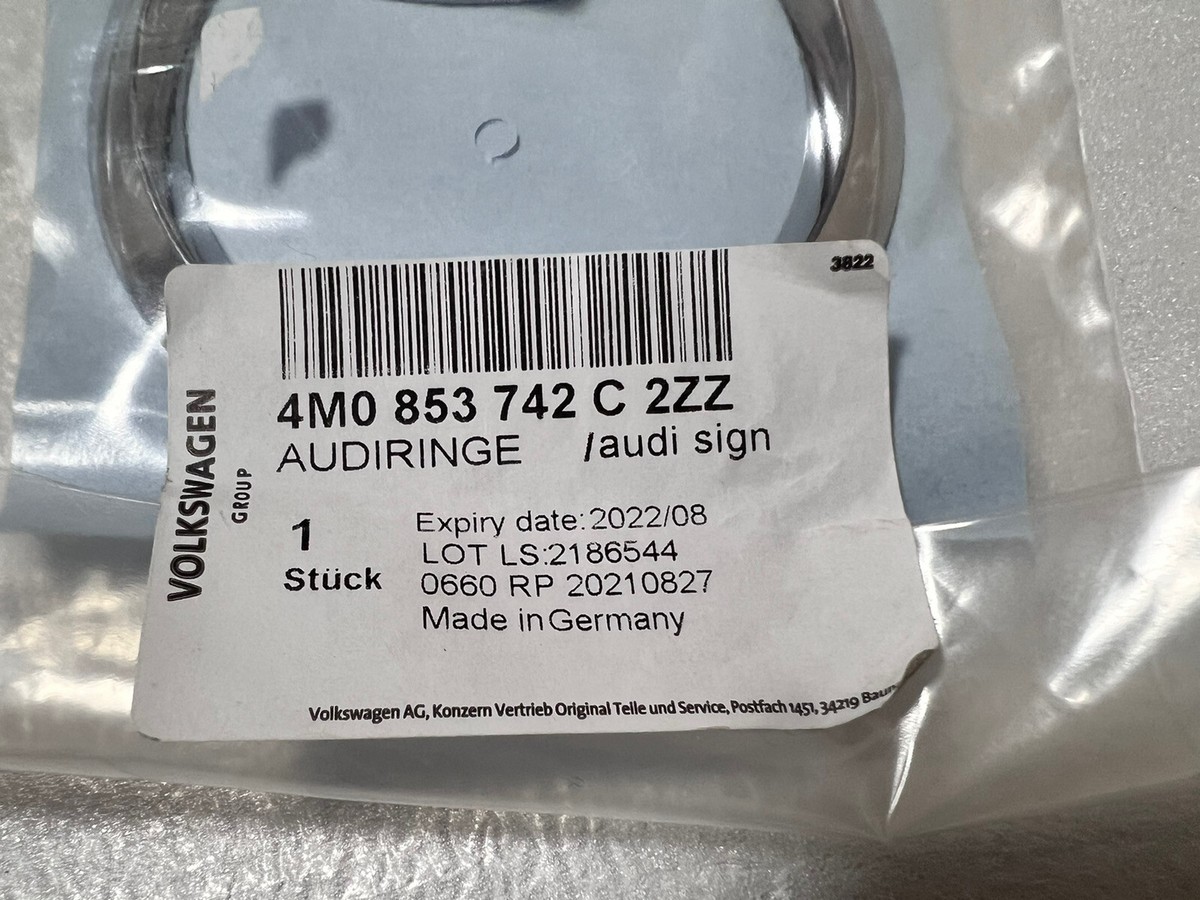 3822
4M0 853 742 C 2ZZ
AUDIRINGE /audi sign
VOLKSWAGEN
GROUP
1
Stück
Expiry date:2022/08
LOT LS:2186544
0660 RP 20210827
Made in Germany
Volkswagen AG, Konzern Vertrieb Original Teile und Service, Postfach 1451, 34219